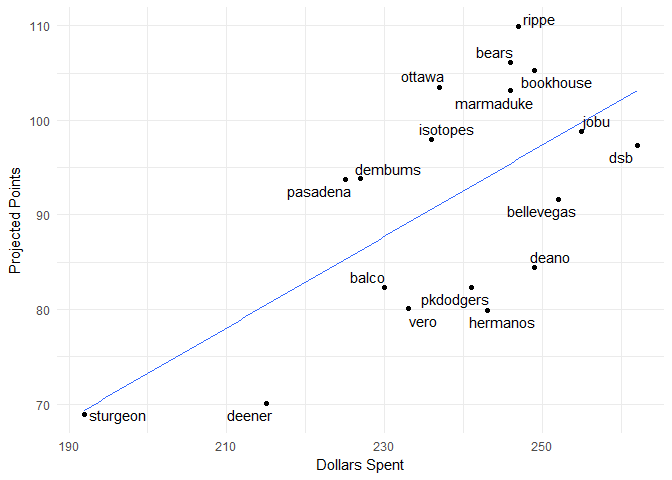 110
rippe
bears
ottawa
bookhouse
marmaduke
100
isotopes
jobu
dsb
dembums
pasadena
90
bellevegas
deano
balco
pkdodgers
80
vero
hermanos
70
sturgeon
deener
190
210
230
250
Dollars Spent
Projected Points